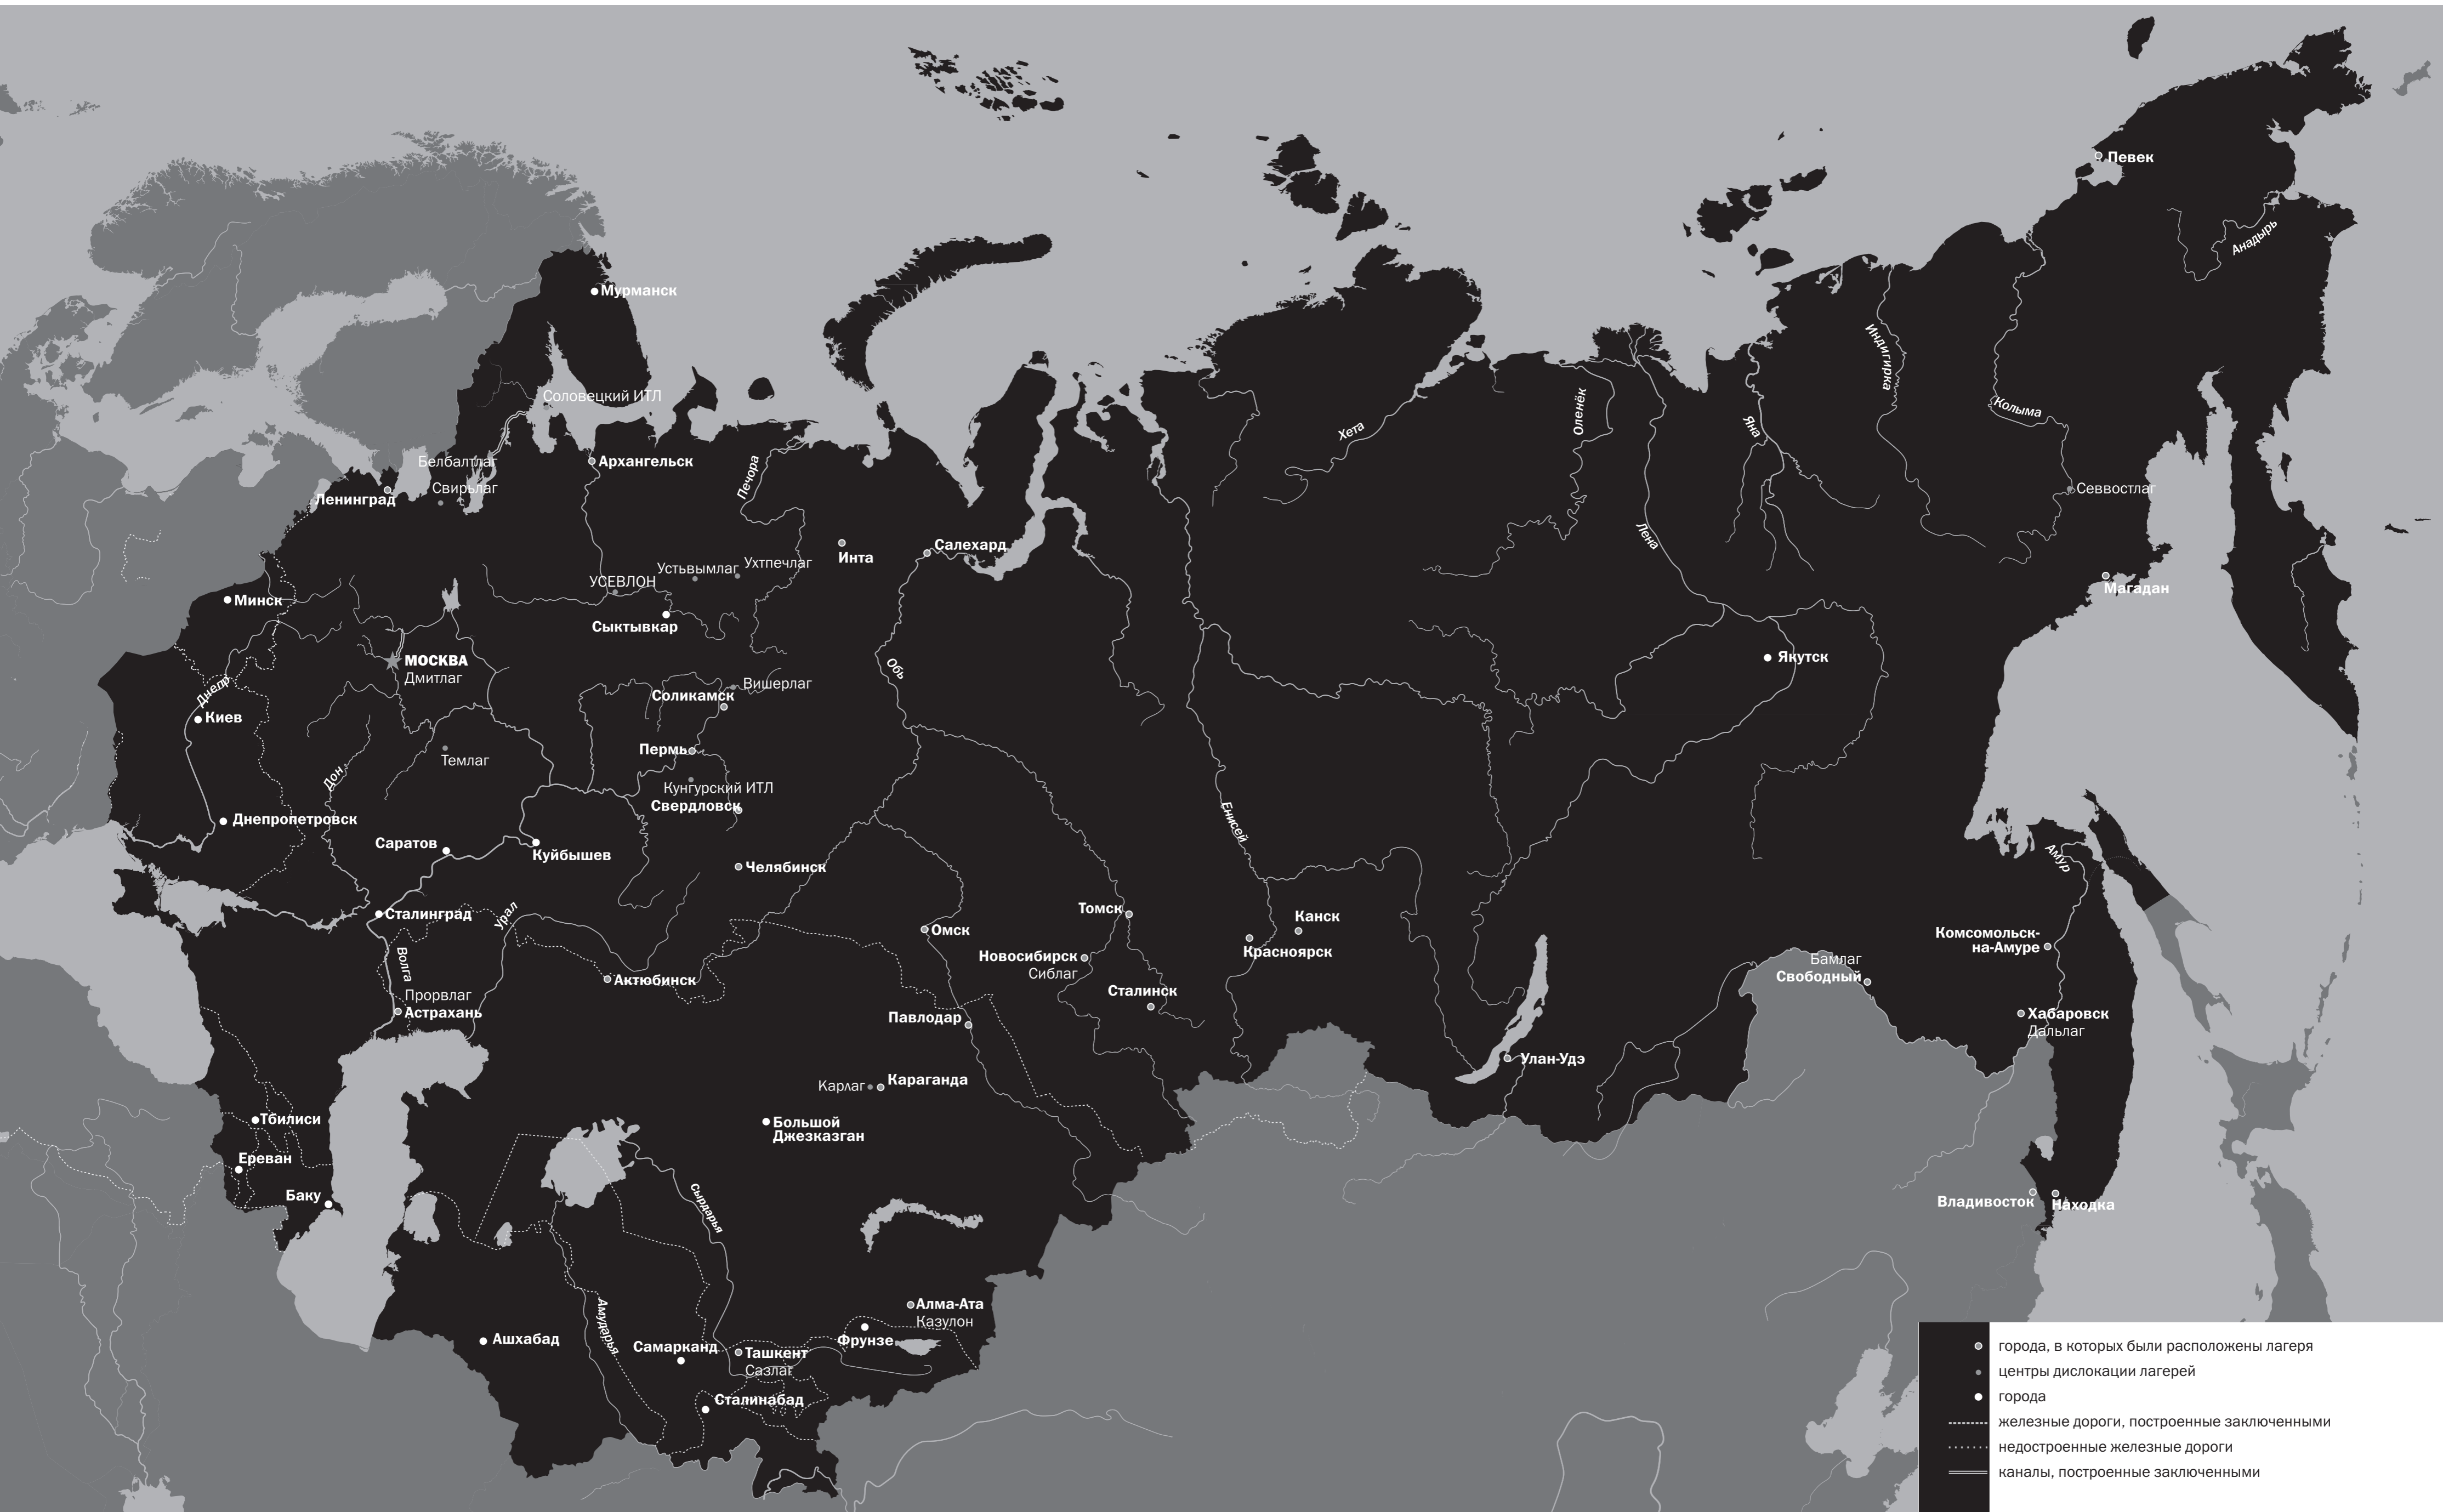 Певек
Анадырь
Мурманск
Индигирка
Соловецкий ИТЛ
Оленёк
Колыма
Яна
Хета
Белбалтлаг
Архангельск
Печора
Свирьлаг
Ленинград
Севвостлаг
Лена
Салехард
Инта
Ухтпечлаг
Устьвымлаг
УСЕВЛОН
Магадан
Минск
Сыктывкар
Якутск
МОСКВА
Дмитлаг
Обь
Вишерлаг
Соликамск
Днепр
Киев
Пермь
Темлаг
Дон
Кунгурский ИТЛ
Свердловск
Енисей
Днепропетровск
Саратов
Куйбышев
Амур
Челябинск
Томск
Сталинград
Урал
Канск
Омск
Комсомольск-
на-Амуре
Красноярск
Новосибирск
Сиблаг
Волга
Бамлаг
Свободный
Актюбинск
Сталинск
Прорвлаг
Астрахань
Павлодар
Хабаровск
Дальлаг
Улан-Удэ
Карлаг
Караганда
Тбилиси
Большой
Джезказган
Ереван
Баку
Сырдарья
Владивосток
Находка
Алма-Ата
Казулон
Амударья
Ашхабад
Фрунзе
Самарканд
Ташкент
Сазлаг
Сталинабад
города, в которых были расположены лагеря
центры дислокации лагерей
города
железные дороги, построенные заключенными
недостроенные железные дороги
каналы, построенные заключенными